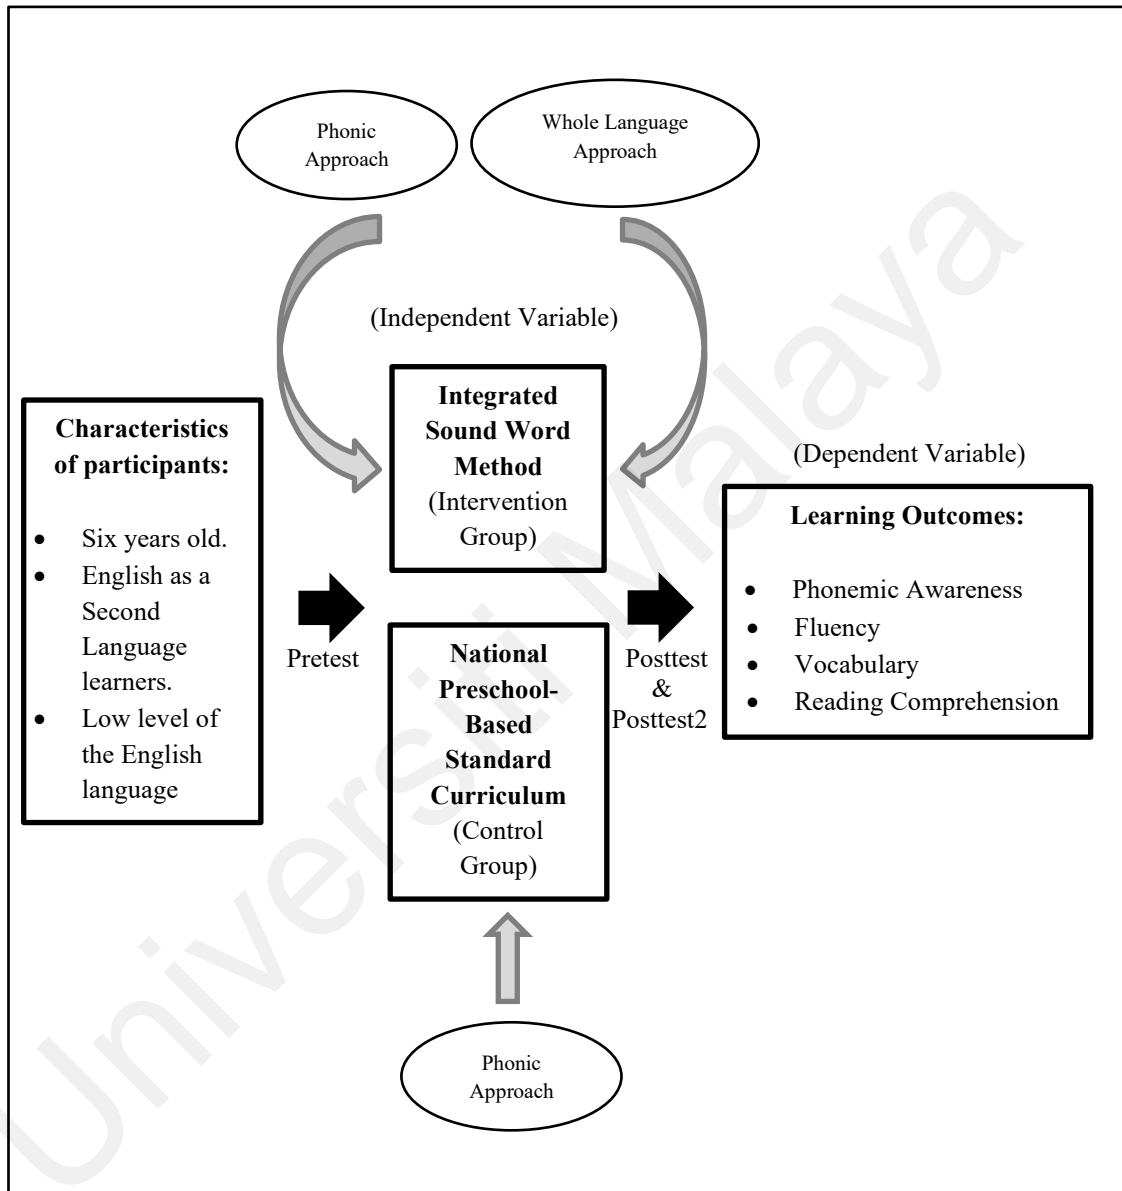 Phonic
Approach
Whole Language
Approach
(Independent Variable)
Characteristics
of participants:
• Six years old.
• English as a
Second
Language
learners.
• Low level of
the English
language
Pretest
Integrated
Sound Word
Method
(Intervention
Group)
National
Preschool-
Based
Standard
Curriculum
(Control
Group)
Posttest
&
Posttest2
(Dependent Variable)
Learning Outcomes:
• Phonemic Awareness
• Fluency
• Vocabulary
• Reading Comprehension
Phonic
Approach
Universiti Malaya